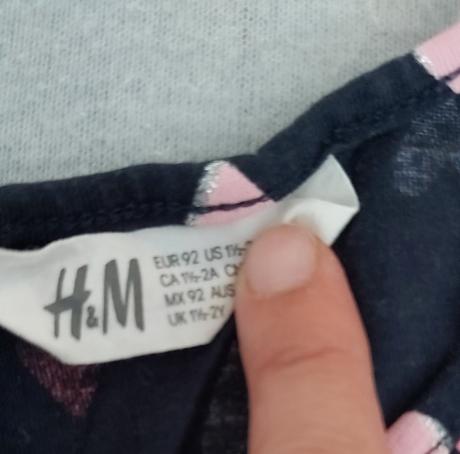 H&M
EUR 92 US 1½-
CA 1½-2A C
MX 92 AUS
UK 1½-2Y